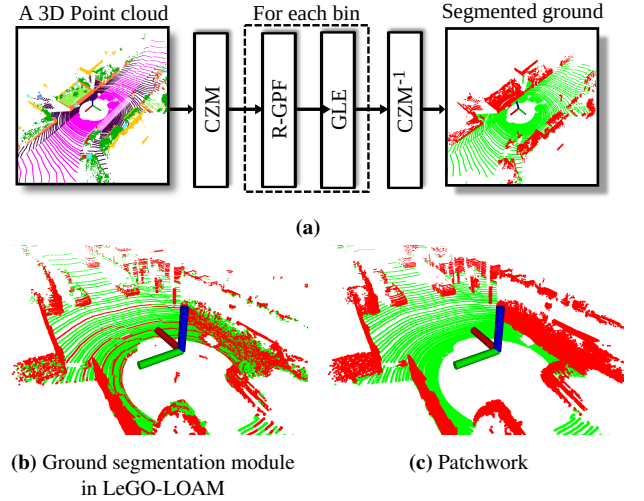 A 3D Point cloud
For each bin
Segmented ground
CZM
R-GPF
GLE
CZM⁻¹
(a)
(b) Ground segmentation module
in LeGO-LOAM
(c) Patchwork